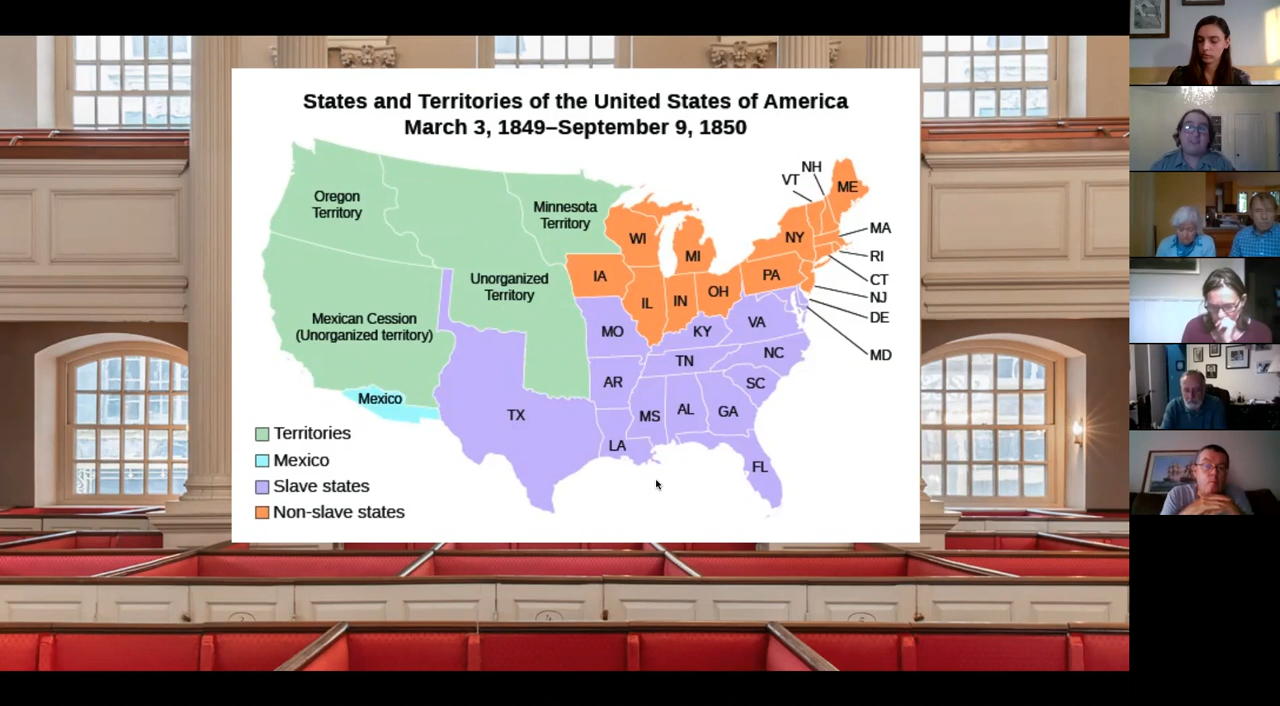 States and Territories of the United States of America
March 3, 1849–September 9, 1850
NH
VT
ME
Oregon
Territory
Minnesota
Territory
MA
WI
NY
MI
RI
IA
PA
CT
Unorganized
Territory
OH
NJ
IL
IN
DE
Mexican Cession
(Unorganized territory)
MO
KY
VA
MD
NC
TN
AR
SC
Mexico
TX
MS
AL
GA
LA
FL
Territories
Mexico
Slave states
Non-slave states